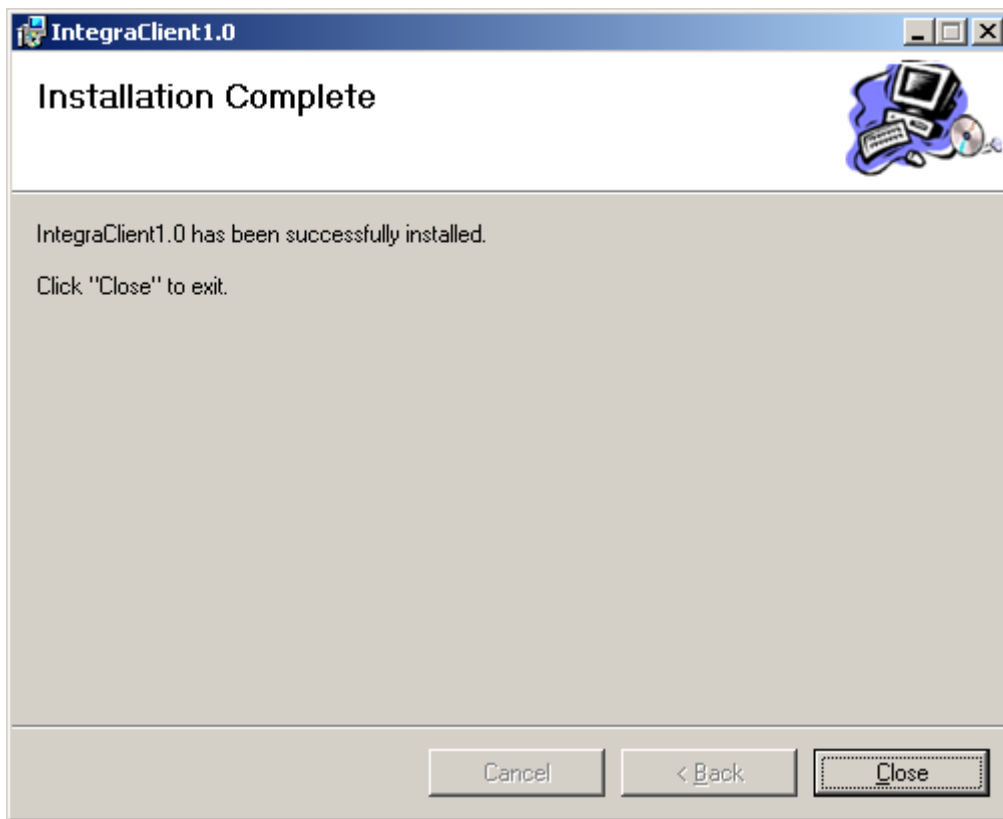 IntegraClient1.0
Installation Complete
IntegraClient1.0 has been successfully installed.
Click "Close" to exit.
Cancel
< Back
Close